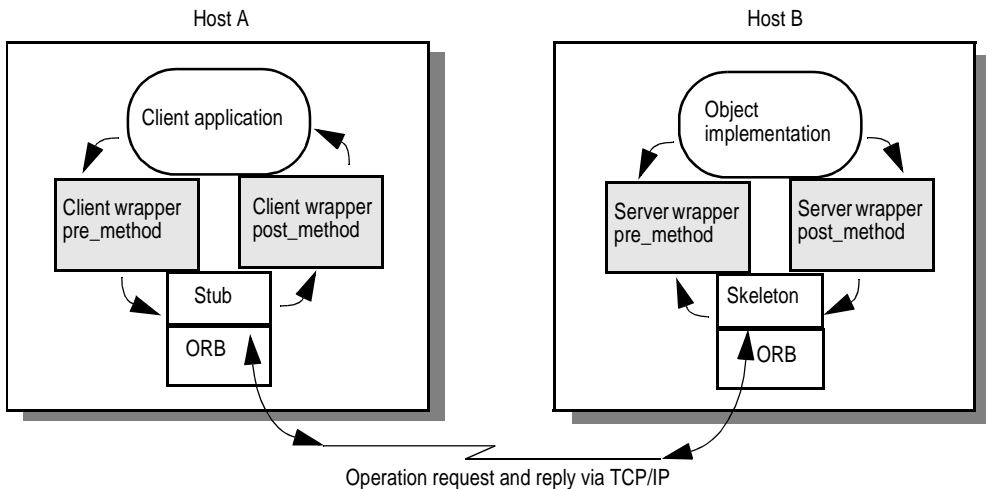 Host A
Host B
Client application
Object
implementation
Client wrapper
pre_method
Client wrapper
post_method
Server wrapper
pre_method
Server wrapper
post_method
Stub
Skeleton
ORB
ORB
Operation request and reply via TCP/IP